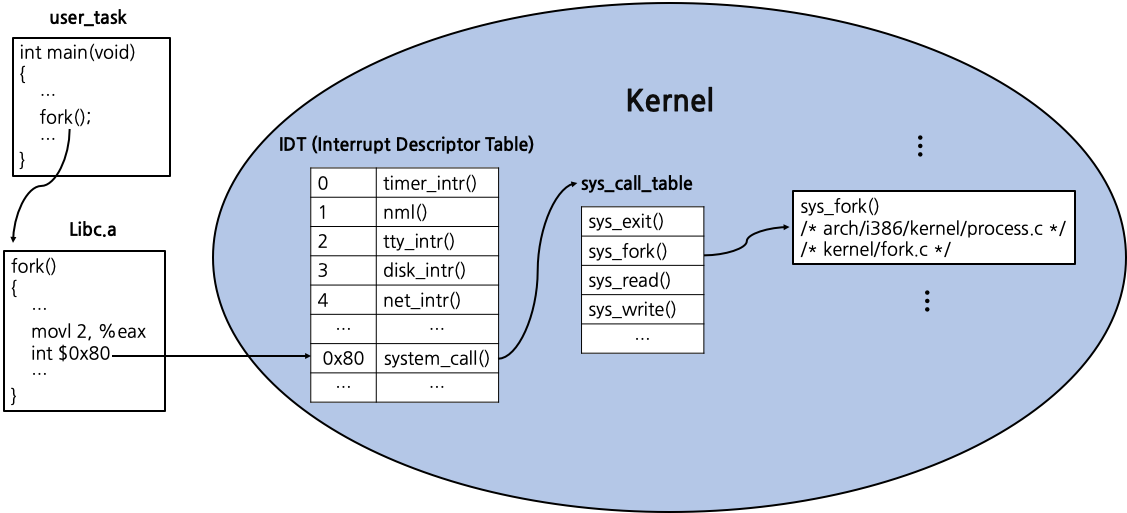 user_task
int main(void)
{
...
fork();
...
}
Libc.a
fork()
{
...
movl 2, %eax
int $0x80
...
}
Kernel
IDT (Interrupt Descriptor Table)
0 timer_intr()
1 nml()
2 tty_intr()
3 disk_intr()
4 net_intr()
... ...
0x80 system_call()
... ...
sys_call_table
sys_exit()
sys_fork()
sys_read()
sys_write()
...
⋮
sys_fork()
/* arch/i386/kernel/process.c */
/* kernel/fork.c */
⋮